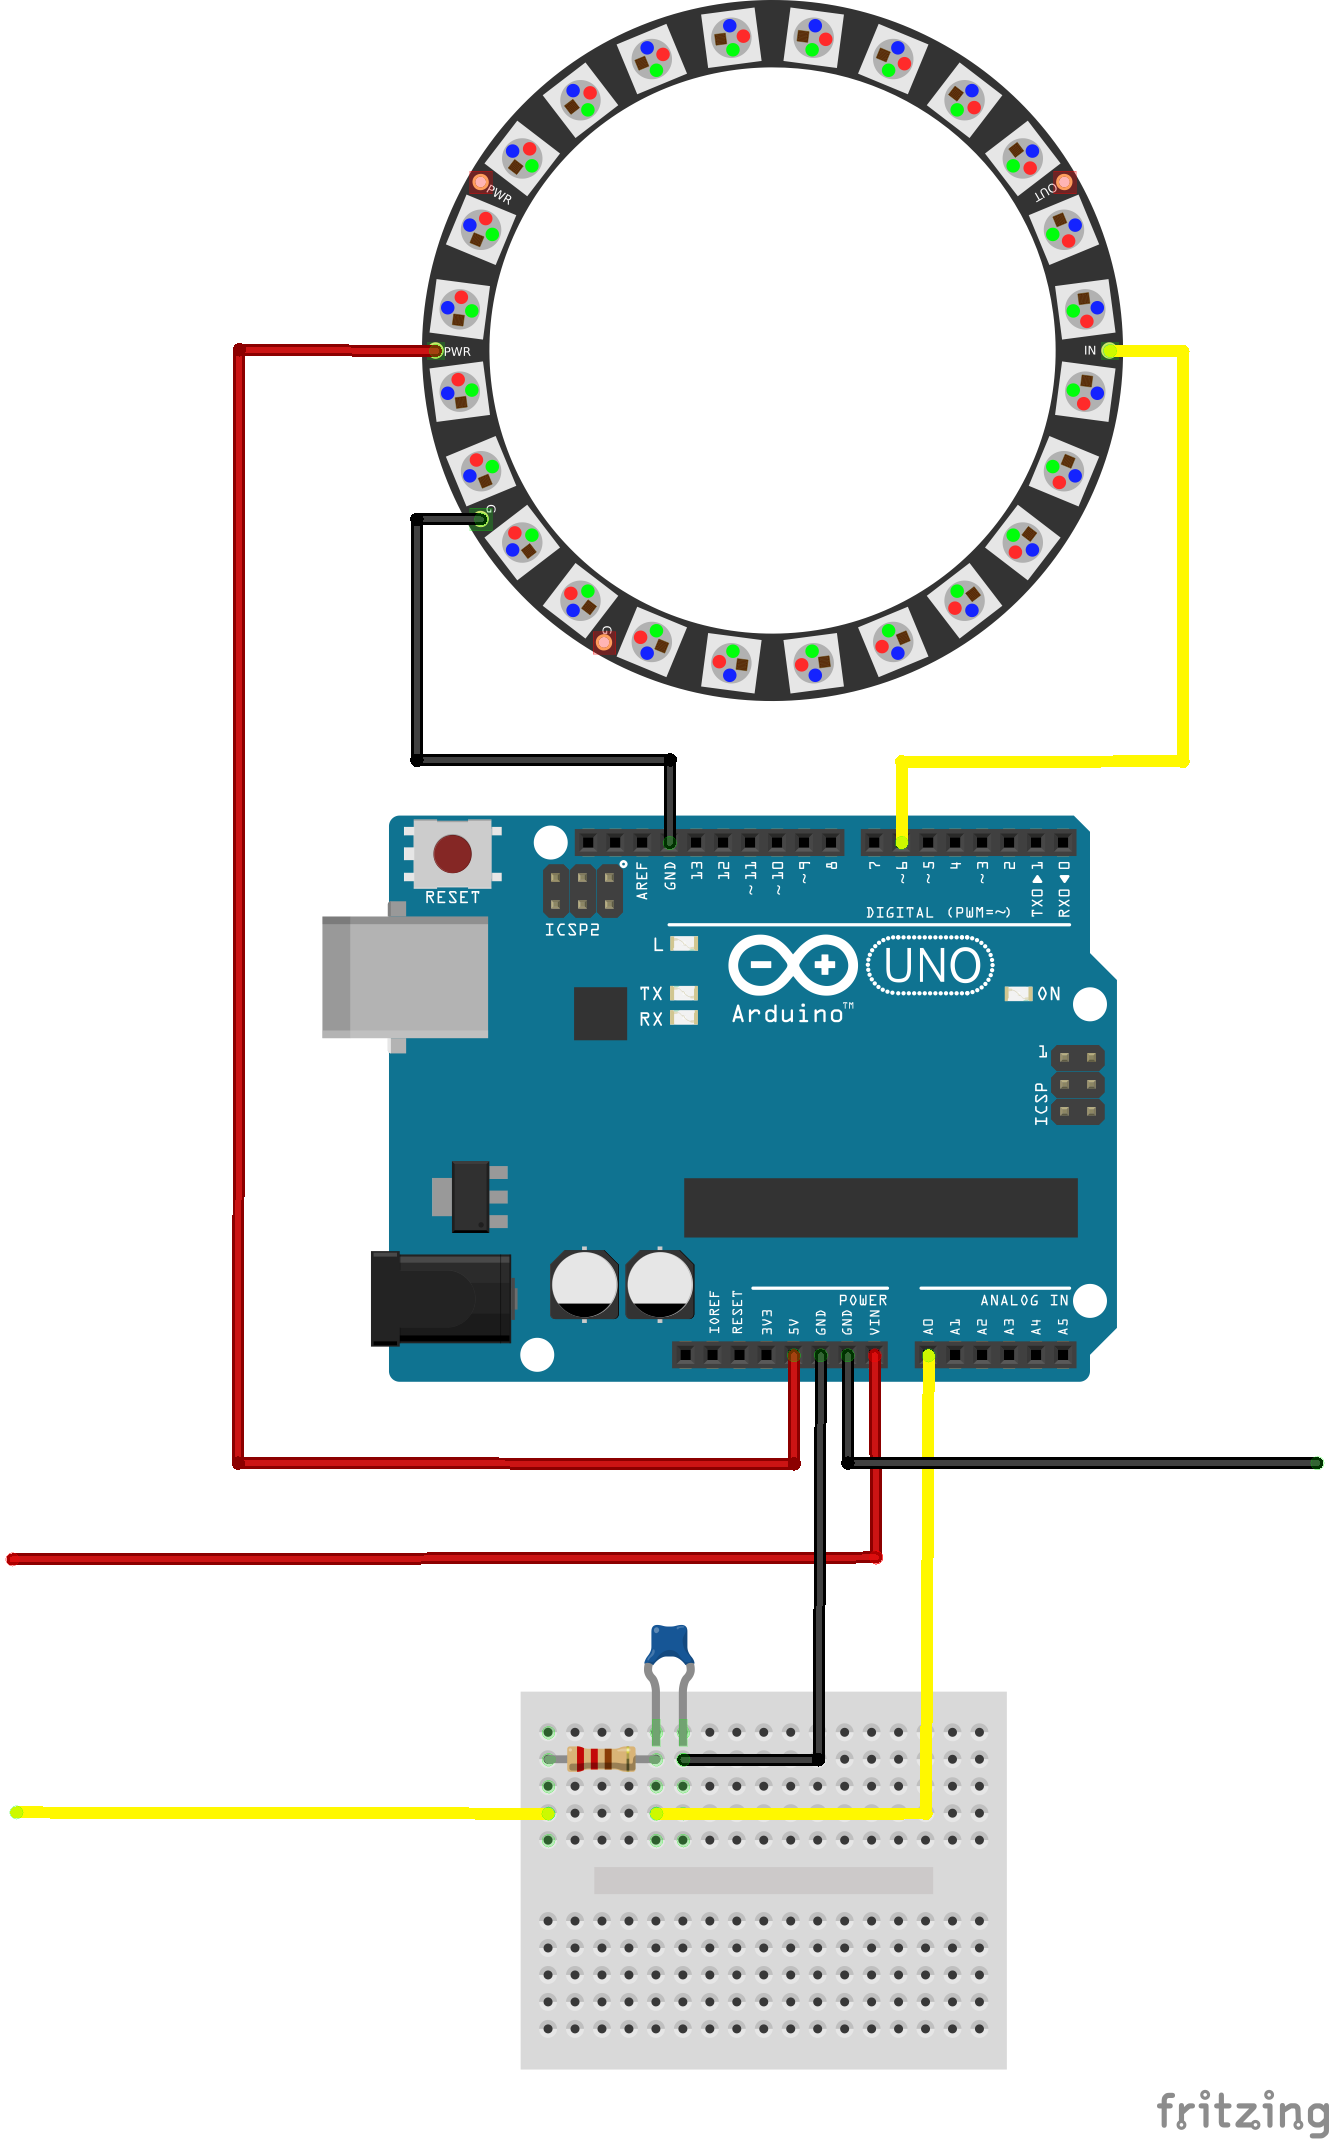 PWR
OUT
PWR
IN
G
G
RESET
AREF
GND
13
12
~11
~10
~9
8
7
~6
~5
4
~3
2
TX0▶1
RX0◀0
ICSP2
DIGITAL (PWM=~)
L
TX
RX
UNO
ON
Arduino™
1
ICSP
POWER
ANALOG IN
IOREF
RESET
3V3
5V
GND
GND
VIN
A0
A1
A2
A3
A4
A5
fritzing